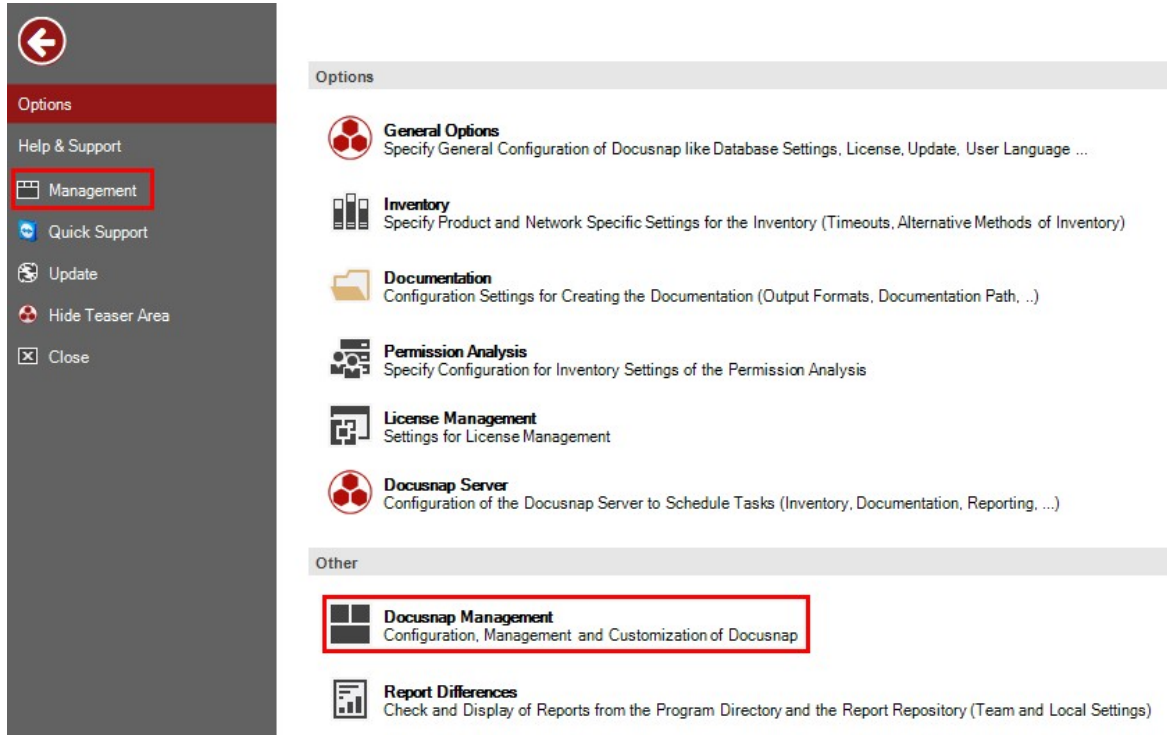 Options
Help & Support
Management
Quick Support
Update
Hide Teaser Area
Close
Options
General Options
Specify General Configuration of Docusnap like Database Settings, License, Update, User Language ...
Inventory
Specify Product and Network Specific Settings for the Inventory (Timeouts, Alternative Methods of Inventory)
Documentation
Configuration Settings for Creating the Documentation (Output Formats, Documentation Path, ..)
Permission Analysis
Specify Configuration for Inventory Settings of the Permission Analysis
License Management
Settings for License Management
Docusnap Server
Configuration of the Docusnap Server to Schedule Tasks (Inventory, Documentation, Reporting, ...)
Other
Docusnap Management
Configuration, Management and Customization of Docusnap
Report Differences
Check and Display of Reports from the Program Directory and the Report Repository (Team and Local Settings)